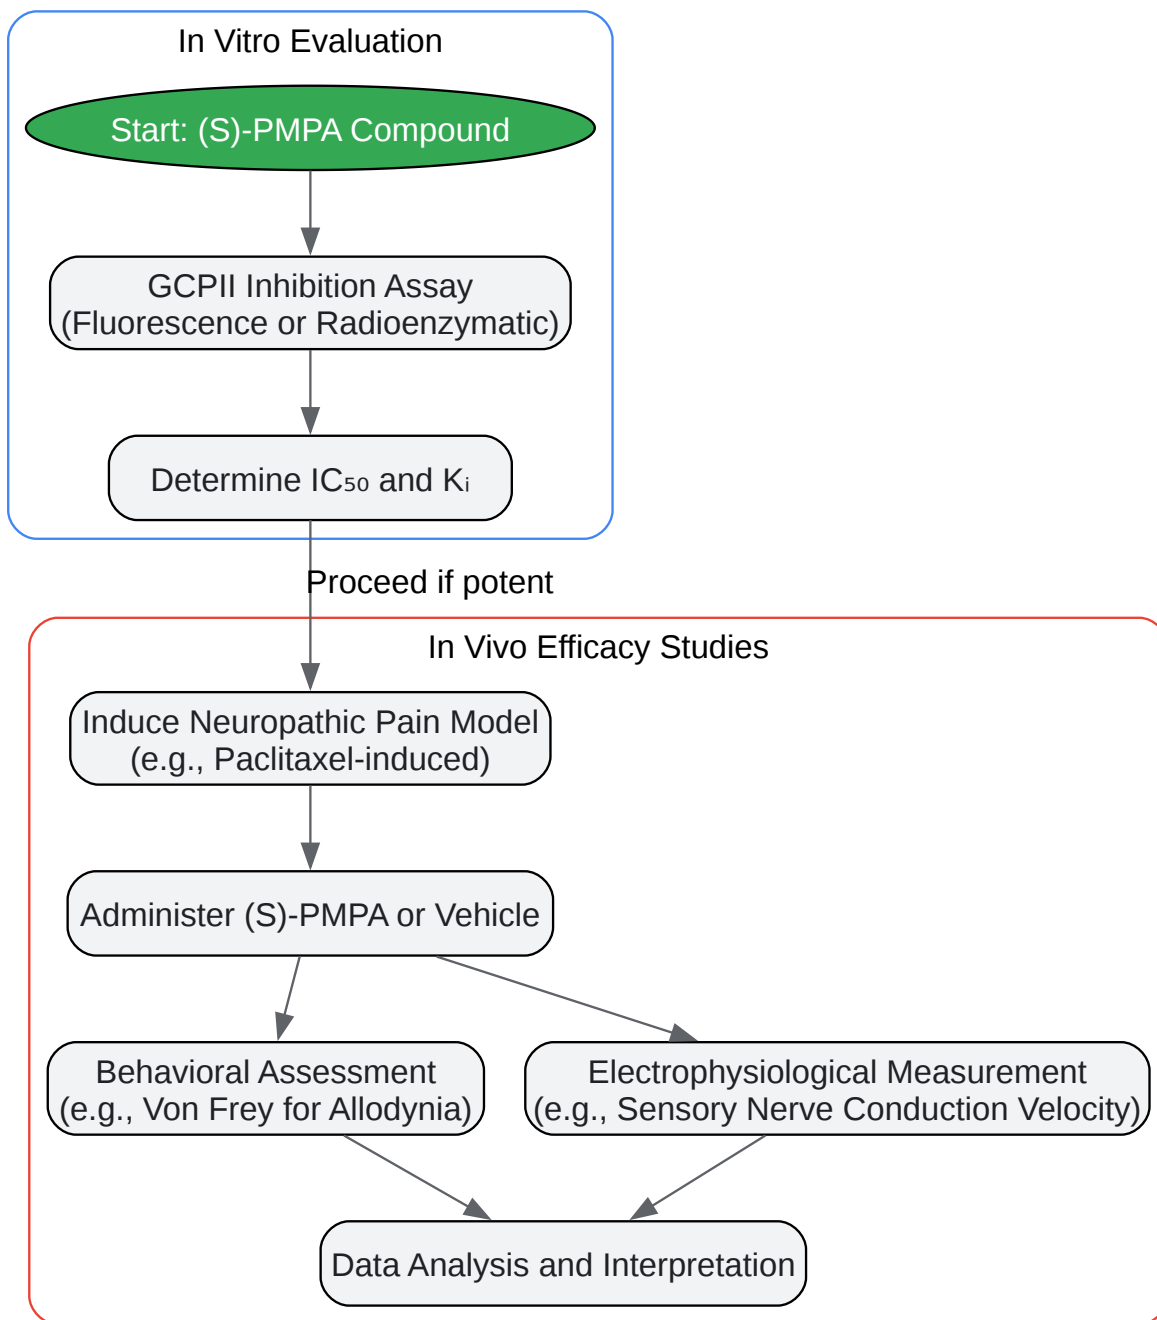 In Vitro Evaluation
Start: (S)-PMPA Compound
GCPII Inhibition Assay
(Fluorescence or Radioenzymatic)
Determine IC₅₀ and Kᵢ
Proceed if potent
In Vivo Efficacy Studies
Induce Neuropathic Pain Model
(e.g., Paclitaxel-induced)
Administer (S)-PMPA or Vehicle
Behavioral Assessment
(e.g., Von Frey for Allodynia)
Electrophysiological Measurement
(e.g., Sensory Nerve Conduction Velocity)
Data Analysis and Interpretation